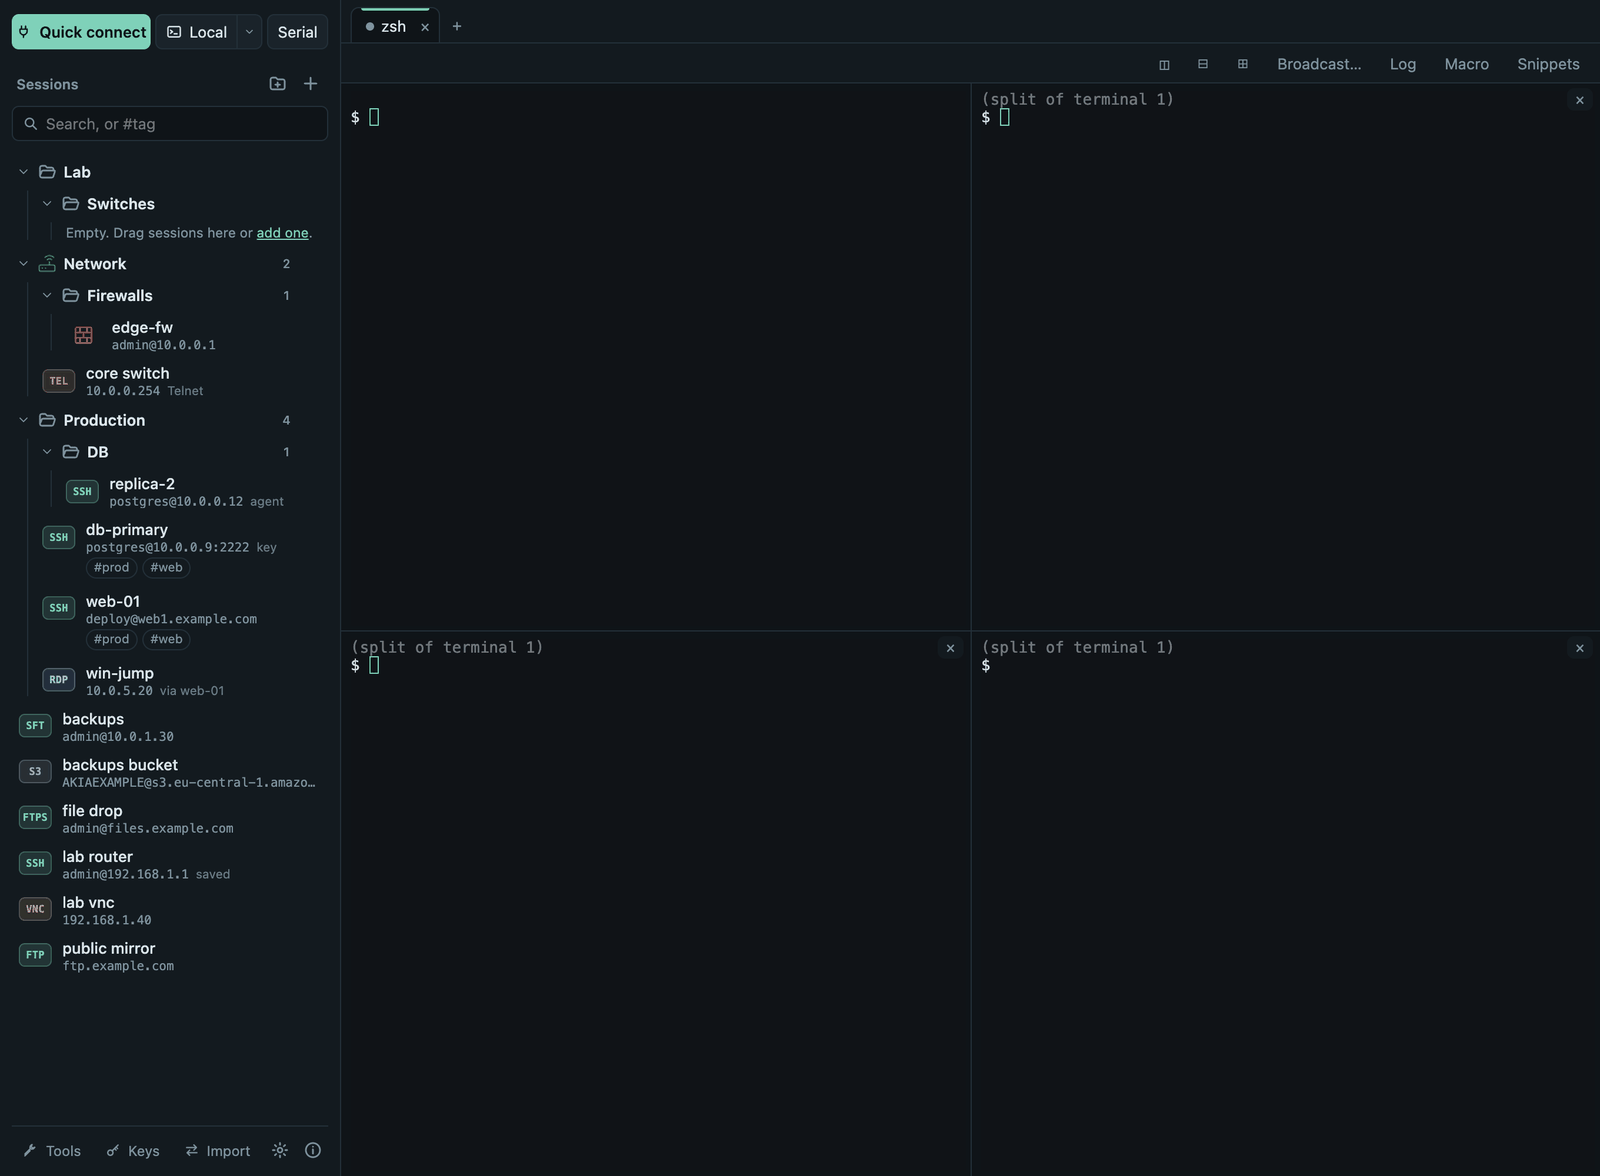 Quick connect
Local
Serial
Sessions
Search, or #tag
Lab
Switches
Empty. Drag sessions here or add one.
Network 2
Firewalls 1
edge-fw
admin@10.0.0.1
TEL
core switch
10.0.0.254 Telnet
Production 4
DB 1
SSH
replica-2
postgres@10.0.0.12 agent
SSH
db-primary
postgres@10.0.0.9:2222 key
#prod #web
SSH
web-01
deploy@web1.example.com
#prod #web
RDP
win-jump
10.0.5.20 via web-01
SFT
backups
admin@10.0.1.30
S3
backups bucket
AKIAEXAMPLE@s3.eu-central-1.amazo…
FTPS
file drop
admin@files.example.com
SSH
lab router
admin@192.168.1.1 saved
VNC
lab vnc
192.168.1.40
FTP
public mirror
ftp.example.com
Tools
Keys
Import
zsh
Broadcast...
Log
Macro
Snippets
$
(split of terminal 1)
$
(split of terminal 1)
$
(split of terminal 1)
$